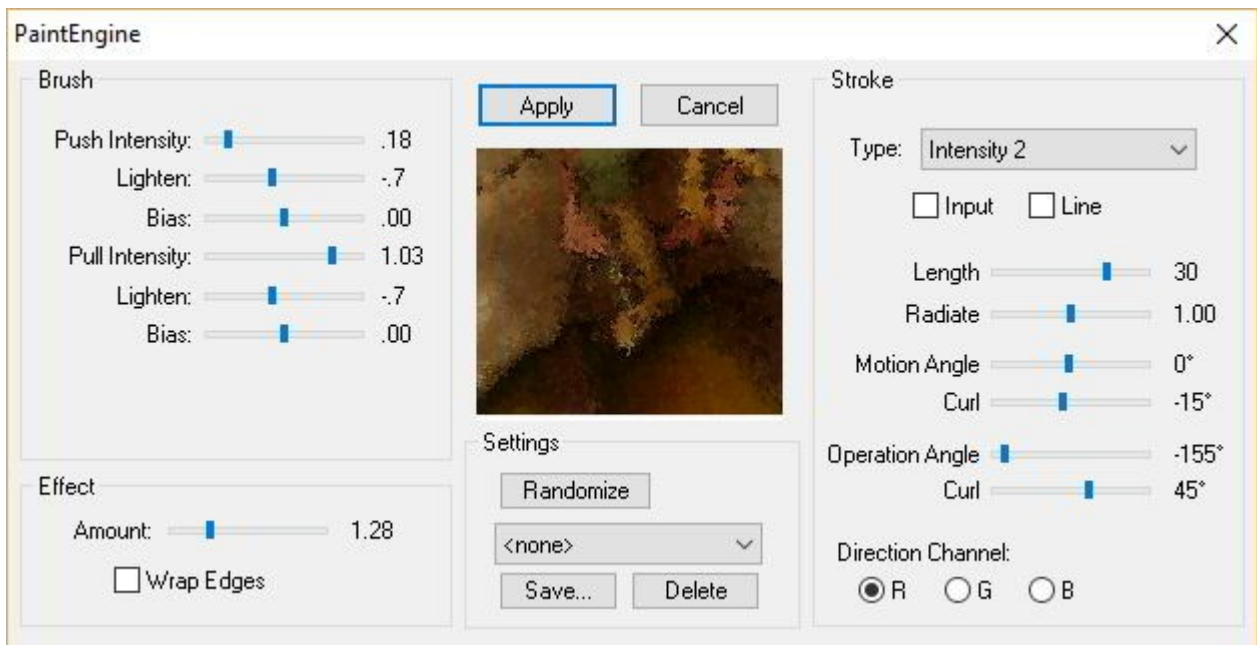 PaintEngine
Brush
Push Intensity: .18
Lighten: -.7
Bias: .00
Pull Intensity: 1.03
Lighten: -.7
Bias: .00
Effect
Amount: 1.28
Wrap Edges
Apply Cancel
Settings
Randomize
<none>
Save... Delete
Stroke
Type: Intensity 2
Input Line
Length 30
Radiate 1.00
Motion Angle 0°
Curl -15°
Operation Angle -155°
Curl 45°
Direction Channel:
R G B